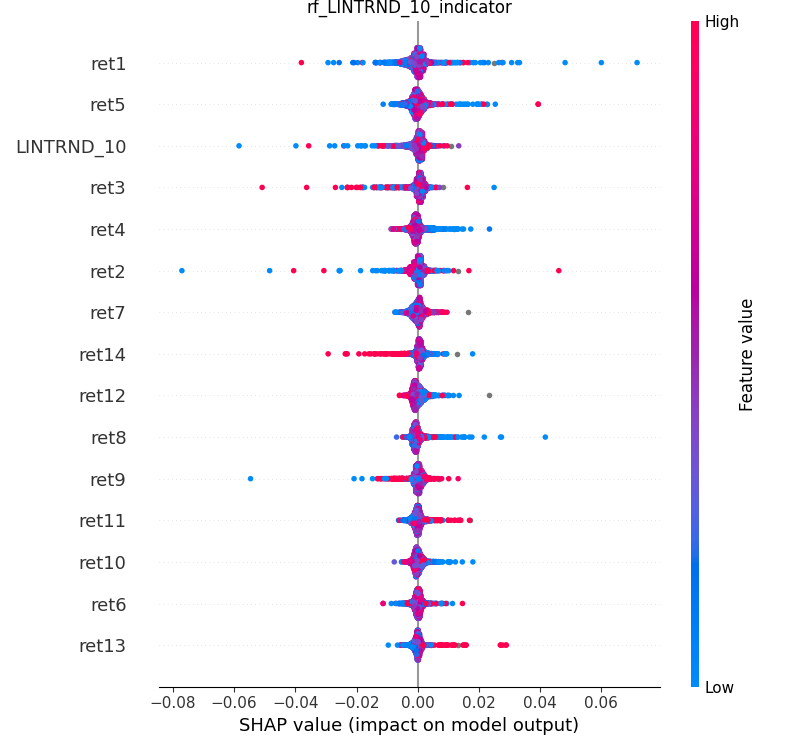 rf_LINTRND_10_indicator
High
ret1
ret5
LINTRND_10
ret3
ret4
ret2
ret7
ret14
ret12
ret8
ret9
ret11
ret10
ret6
ret13
Feature value
Low
−0.08 −0.06 −0.04 −0.02 0.00 0.02 0.04 0.06
SHAP value (impact on model output)